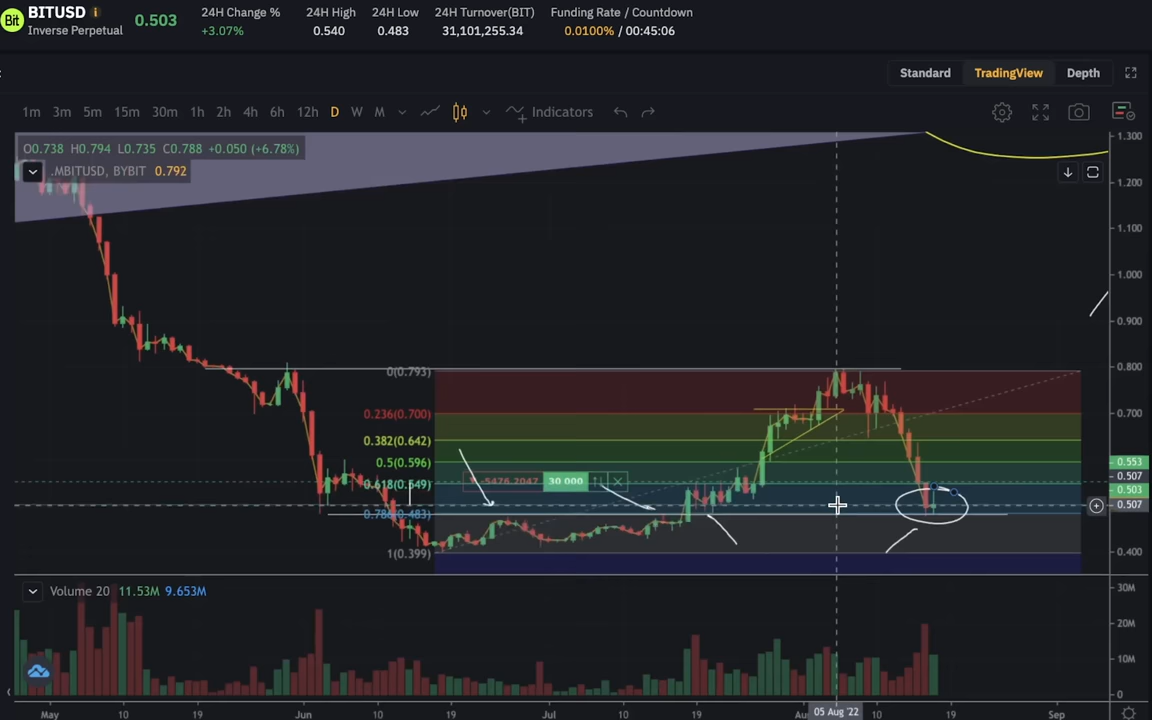 BITUSD i
Bit
Inverse Perpetual
0.503
24H Change %
+3.07%
24H High
0.540
24H Low
0.483
24H Turnover(BIT)
31,101,255.34
Funding Rate / Countdown
0.0100% / 00:45:06
Standard TradingView Depth
1m 3m 5m 15m 30m 1h 2h 4h 6h 12h D W M Indicators
O0.738 H0.794 L0.735 C0.788 +0.050 (+6.78%)
.MBITUSD, BYBIT 0.792
1.300
1.200
1.100
1.000
0.900
0.800
0.700
0.553
0.507
0.503
0.507
0.400
0(0.793)
0.236(0.700)
0.382(0.642)
0.5(0.596)
0.618(0.549)
0.786(0.483)
1(0.399)
-5476.2047 30 000
Volume 20 11.53M 9.653M
30M
20M
10M
0
May 10 19 Jun 10 19 Jul 10 19 Au 05 Aug '22 10 19 Sep